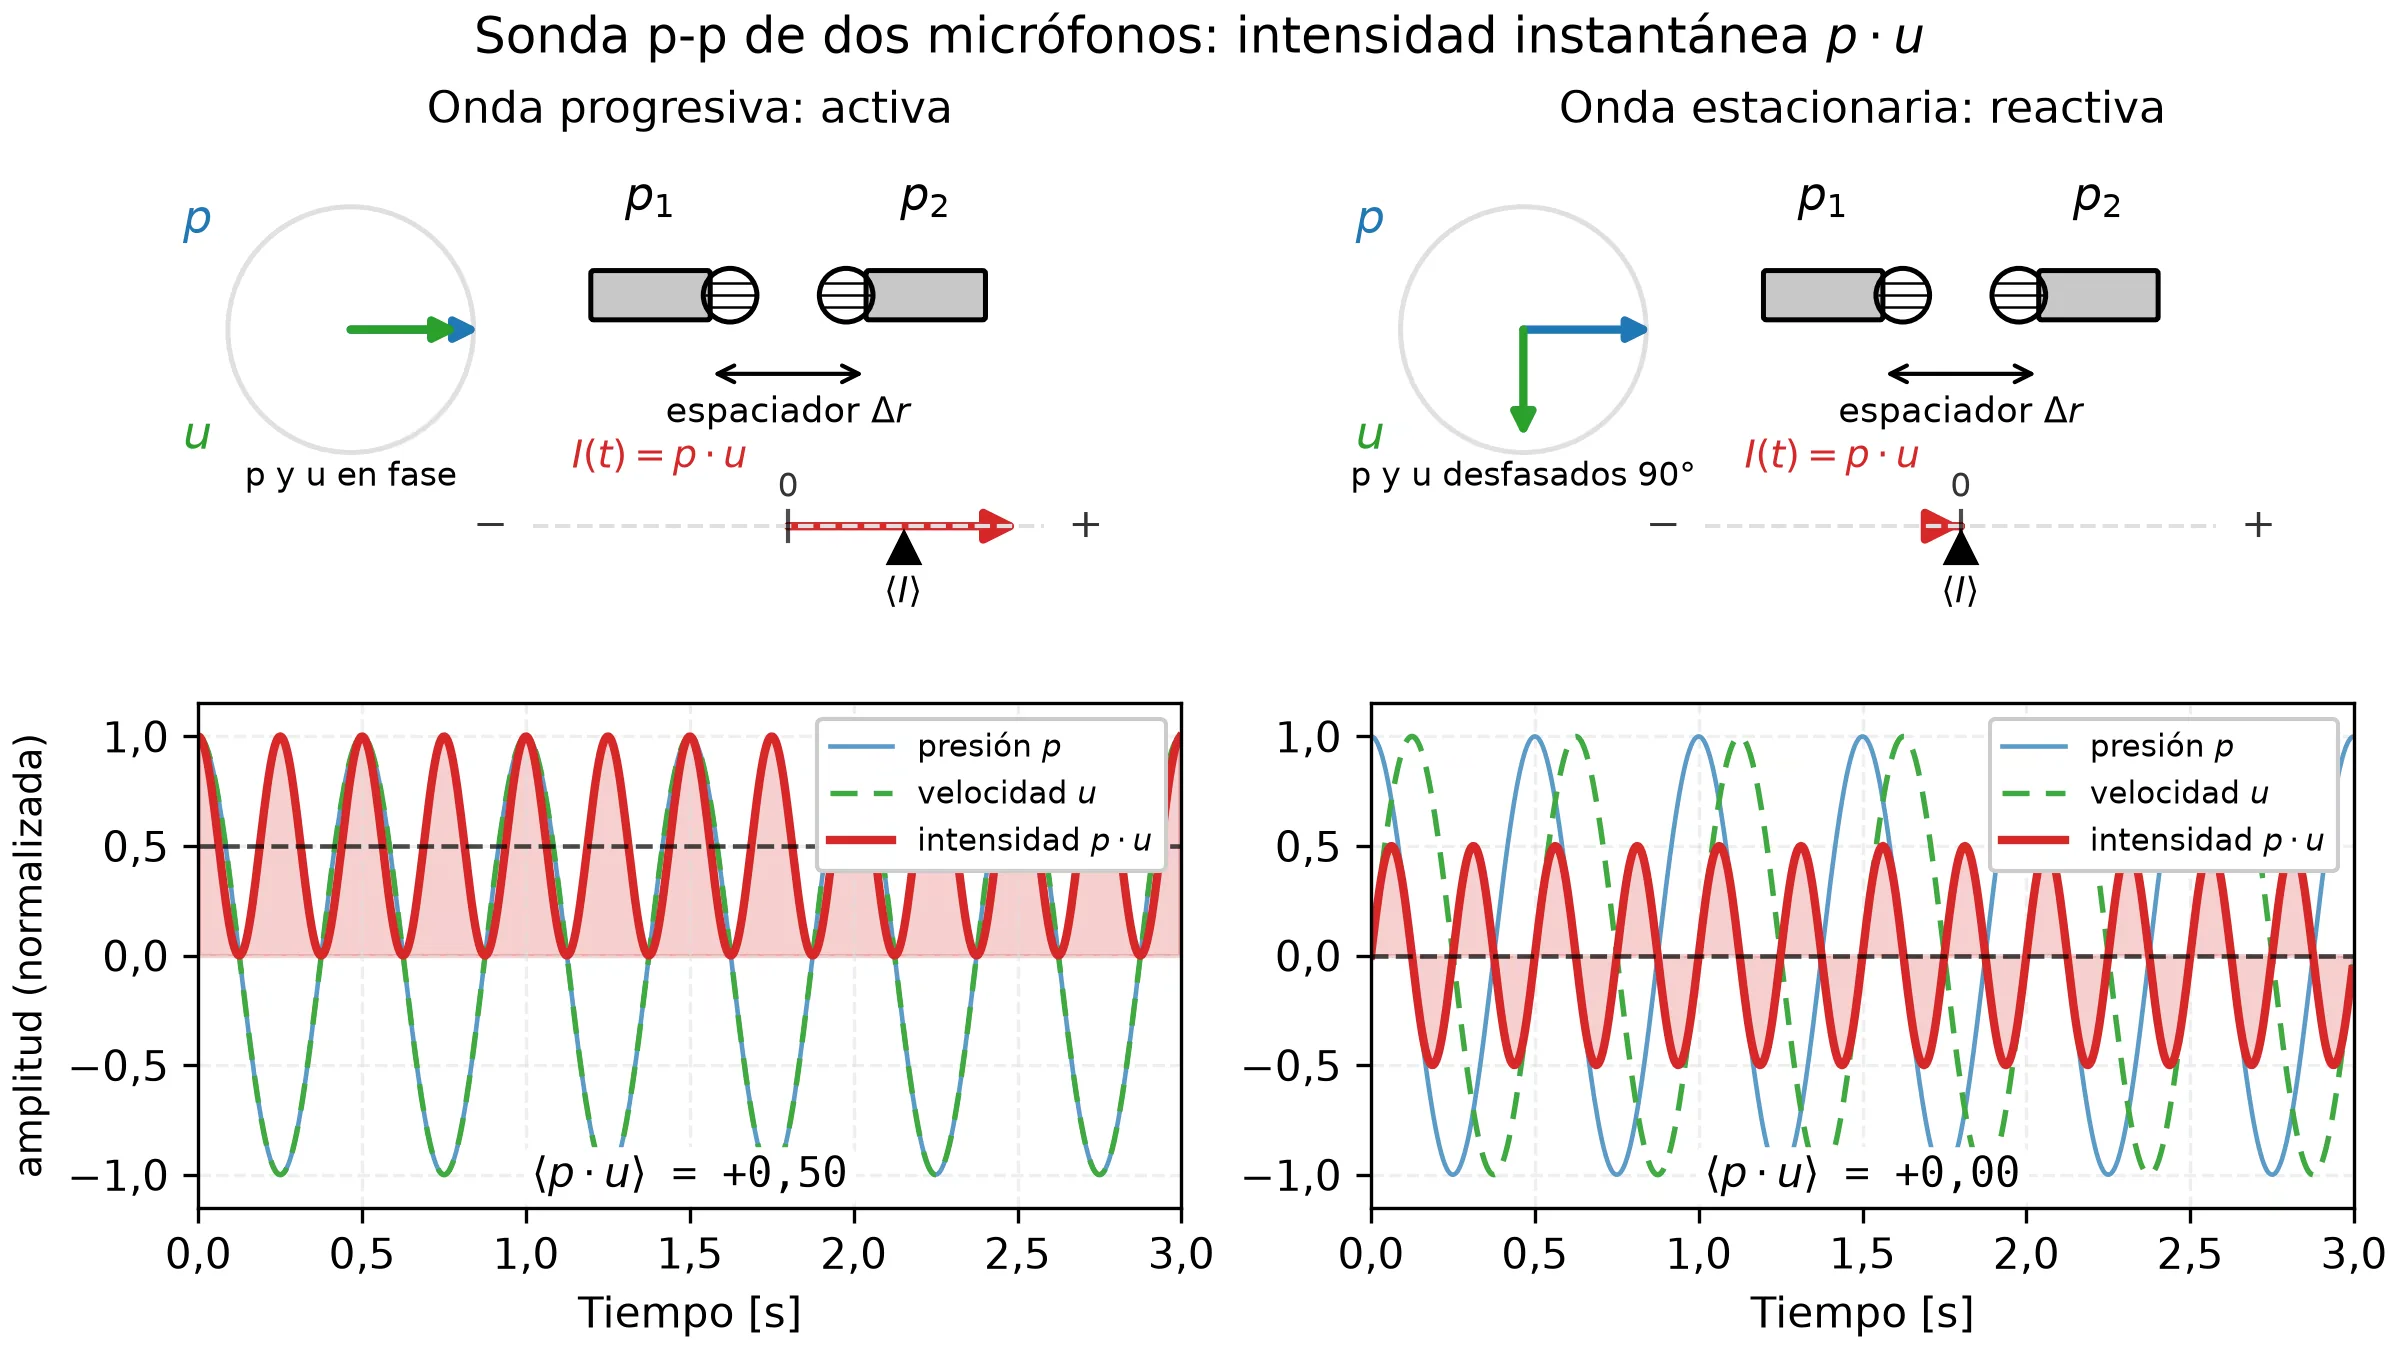 Sonda p-p de dos micrófonos: intensidad instantánea p · u
Onda progresiva: activa
p
p₁
p₂
espaciador Δr
u
p y u en fase
I(t) = p · u
0
−
+
⟨I⟩
Onda estacionaria: reactiva
p
p₁
p₂
espaciador Δr
u
p y u desfasados 90°
I(t) = p · u
0
−
+
⟨I⟩
amplitud (normalizada)
1,0
0,5
0,0
−0,5
−1,0
presión p
velocidad u
intensidad p · u
⟨p · u⟩ = +0,50
0,0 0,5 1,0 1,5 2,0 2,5 3,0
Tiempo [s]
1,0
0,5
0,0
−0,5
−1,0
presión p
velocidad u
intensidad p · u
⟨p · u⟩ = +0,00
0,0 0,5 1,0 1,5 2,0 2,5 3,0
Tiempo [s]